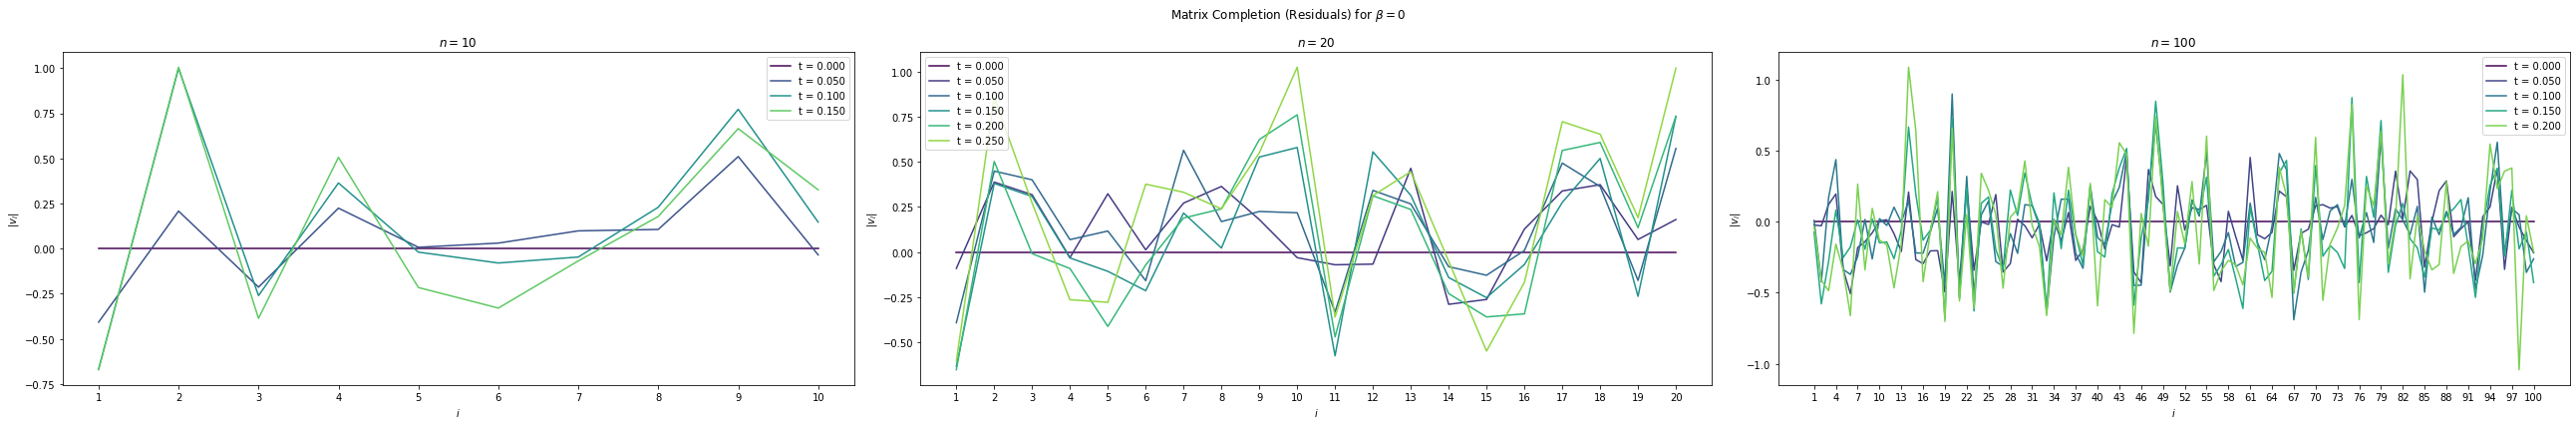 Matrix Completion (Residuals) for β = 0
n = 10
1.00
0.75
0.50
0.25
0.00
−0.25
−0.50
−0.75
|vᵢ|
t = 0.000
t = 0.050
t = 0.100
t = 0.150
1 2 3 4 5 6 7 8 9 10
i
n = 20
1.00
0.75
0.50
0.25
0.00
−0.25
−0.50
|vᵢ|
t = 0.000
t = 0.050
t = 0.100
t = 0.150
t = 0.200
t = 0.250
1 2 3 4 5 6 7 8 9 10 11 12 13 14 15 16 17 18 19 20
i
n = 100
1.0
0.5
0.0
−0.5
−1.0
|vᵢ|
t = 0.000
t = 0.050
t = 0.100
t = 0.150
t = 0.200
1 4 7 10 13 16 19 22 25 28 31 34 37 40 43 46 49 52 55 58 61 64 67 70 73 76 79 82 85 88 91 94 97 100
i